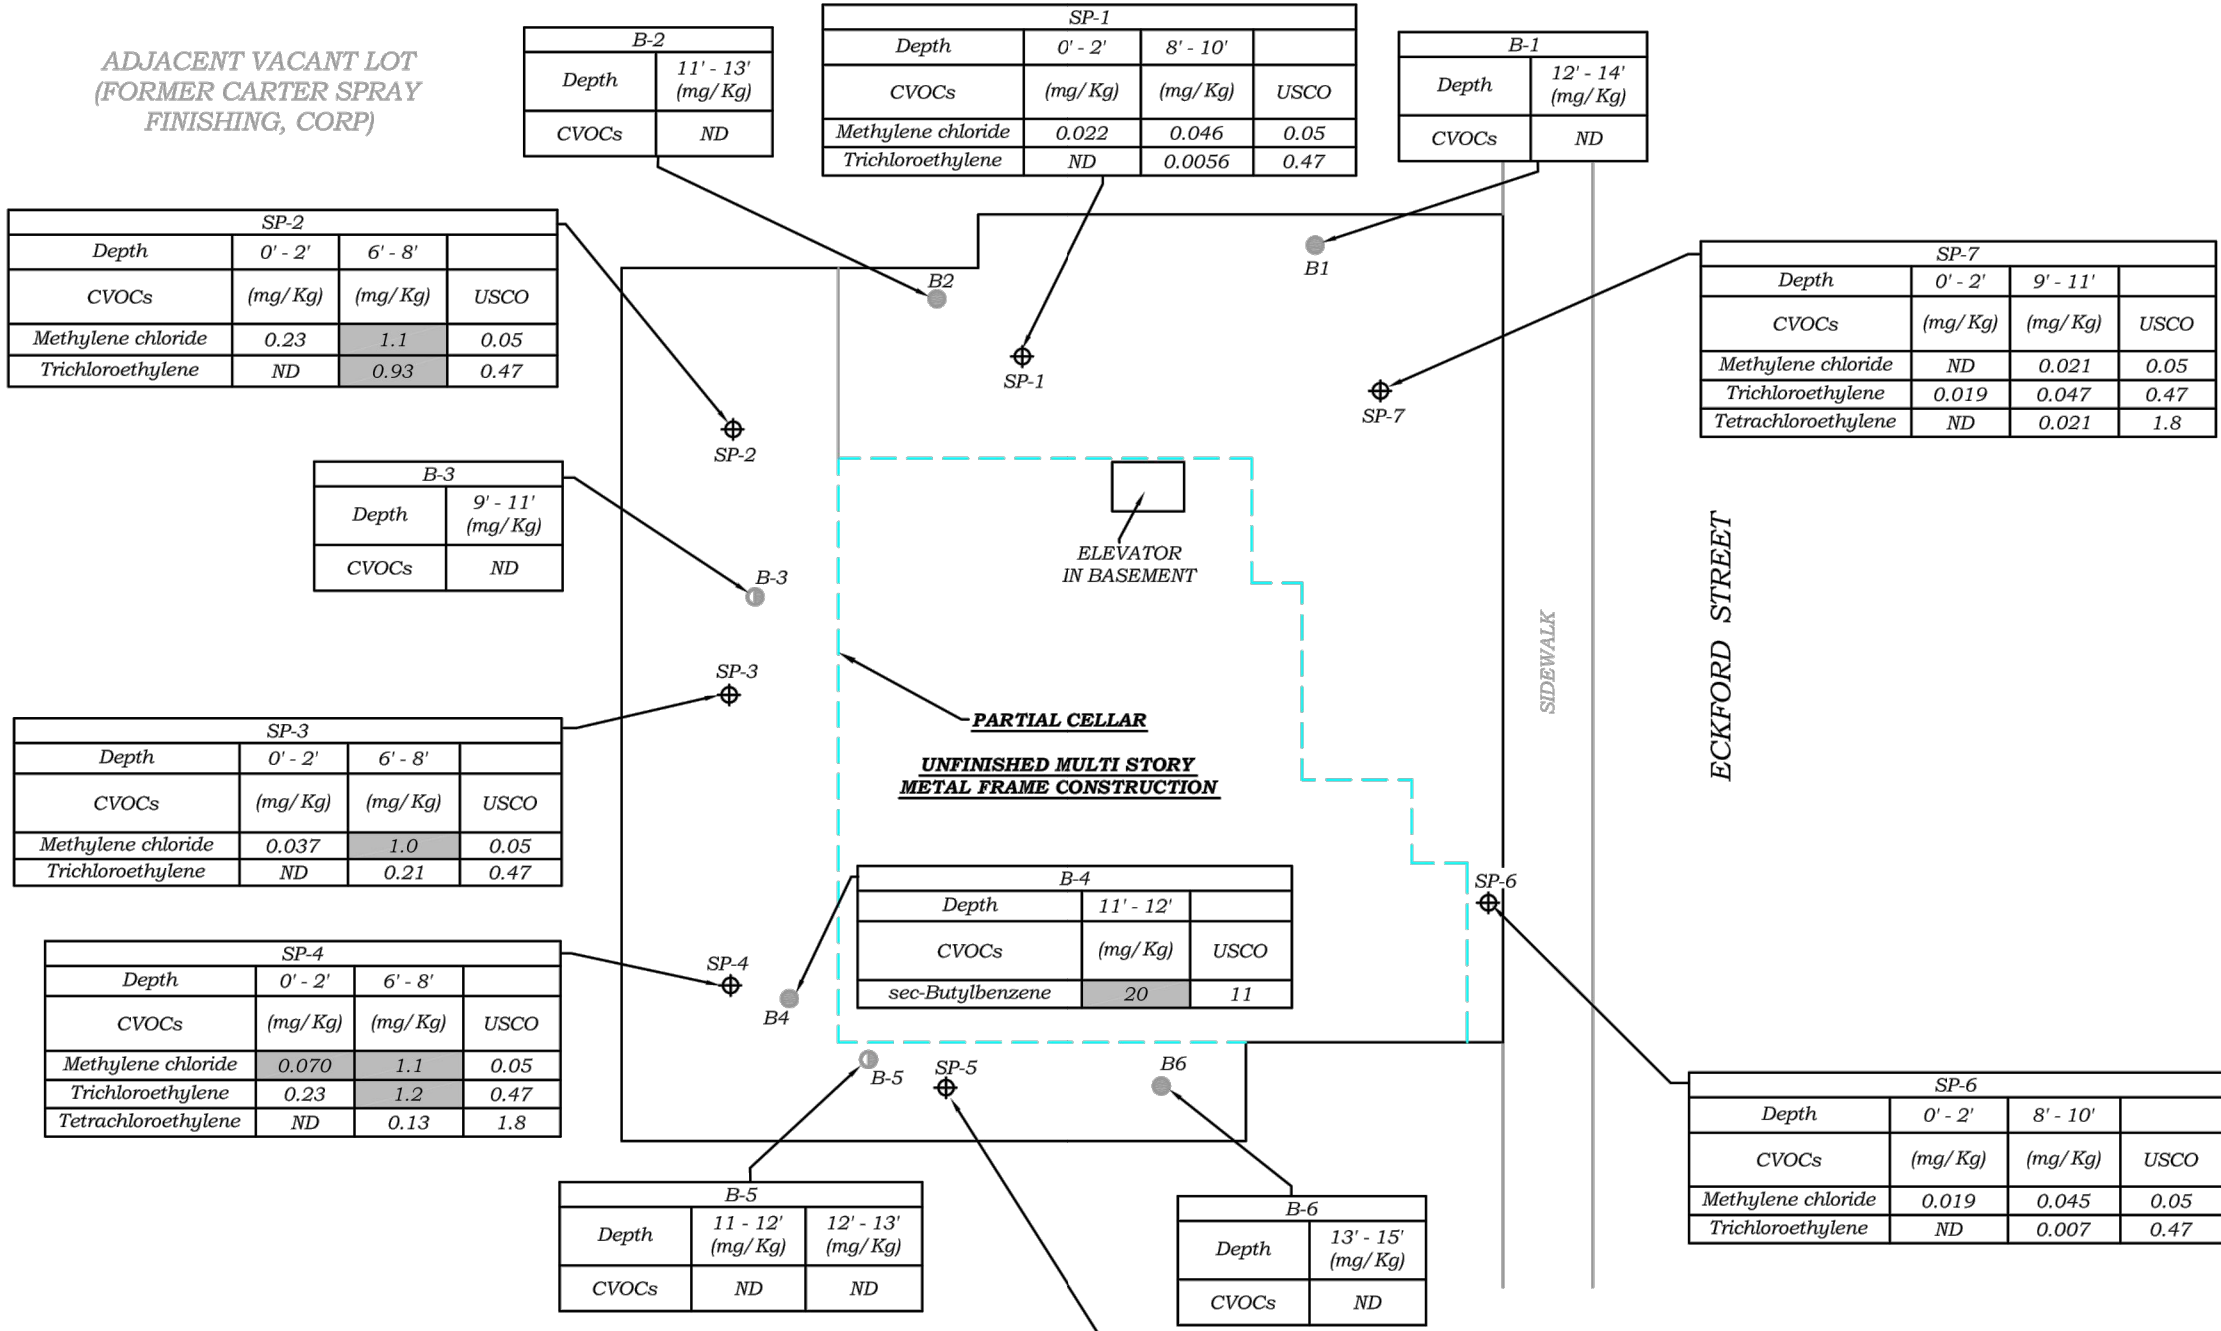 ADJACENT VACANT LOT
(FORMER CARTER SPRAY
FINISHING, CORP)
B-2
Depth 11' - 13' (mg/Kg)
CVOCs ND
SP-1
Depth 0' - 2' 8' - 10'
CVOCs (mg/Kg) (mg/Kg) USCO
Methylene chloride 0.022 0.046 0.05
Trichloroethylene ND 0.0056 0.47
B-1
Depth 12' - 14' (mg/Kg)
CVOCs ND
SP-2
Depth 0' - 2' 6' - 8'
CVOCs (mg/Kg) (mg/Kg) USCO
Methylene chloride 0.23 1.1 0.05
Trichloroethylene ND 0.93 0.47
SP-7
Depth 0' - 2' 9' - 11'
CVOCs (mg/Kg) (mg/Kg) USCO
Methylene chloride ND 0.021 0.05
Trichloroethylene 0.019 0.047 0.47
Tetrachloroethylene ND 0.021 1.8
B1
B2
SP-1
SP-7
SP-2
B-3
Depth 9' - 11' (mg/Kg)
CVOCs ND
ELEVATOR
IN BASEMENT
B-3
SP-3
SIDEWALK
ECKFORD STREET
PARTIAL CELLAR
UNFINISHED MULTI STORY
METAL FRAME CONSTRUCTION
SP-3
Depth 0' - 2' 6' - 8'
CVOCs (mg/Kg) (mg/Kg) USCO
Methylene chloride 0.037 1.0 0.05
Trichloroethylene ND 0.21 0.47
B-4
Depth 11' - 12'
CVOCs (mg/Kg) USCO
sec-Butylbenzene 20 11
SP-6
SP-4
B4
SP-4
Depth 0' - 2' 6' - 8'
CVOCs (mg/Kg) (mg/Kg) USCO
Methylene chloride 0.070 1.1 0.05
Trichloroethylene 0.23 1.2 0.47
Tetrachloroethylene ND 0.13 1.8
B-5
SP-5
B6
SP-6
Depth 0' - 2' 8' - 10'
CVOCs (mg/Kg) (mg/Kg) USCO
Methylene chloride 0.019 0.045 0.05
Trichloroethylene ND 0.007 0.47
B-5
Depth 11 - 12' (mg/Kg) 12' - 13' (mg/Kg)
CVOCs ND ND
B-6
Depth 13' - 15' (mg/Kg)
CVOCs ND